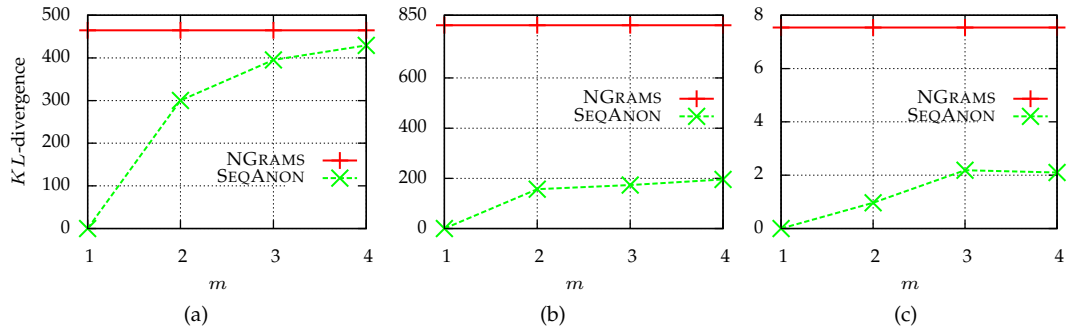 KL-divergence
500
400
300
200
100
0
NGRAMS
SEQANON
1 2 3 4
m
(a)
850
600
400
200
0
NGRAMS
SEQANON
1 2 3 4
m
(b)
8
6
4
2
0
NGRAMS
SEQANON
1 2 3 4
m
(c)